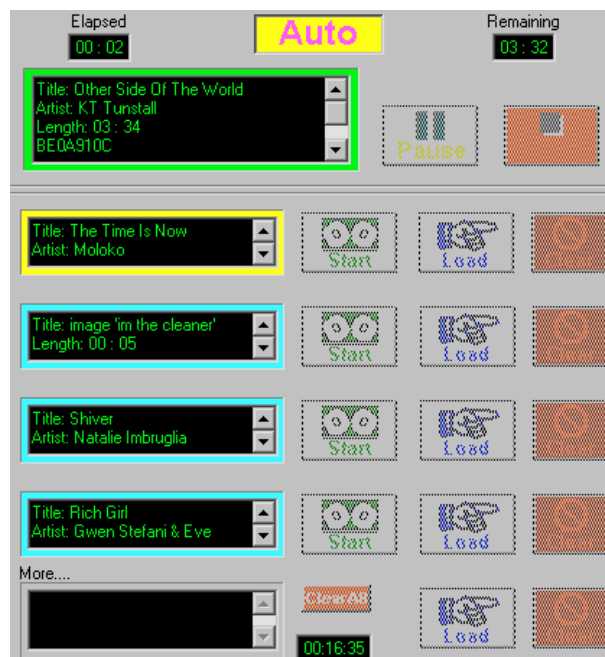 Elapsed
Auto
Remaining
00 : 02
03 : 32
Title: Other Side Of The World
Artist: KT Tunstall
Length: 03 : 34
BE0A910C
Pause
Title: The Time Is Now
Artist: Moloko
Start
Load
Title: image 'im the cleaner'
Length: 00 : 05
Start
Load
Title: Shiver
Artist: Natalie Imbruglia
Start
Load
Title: Rich Girl
Artist: Gwen Stefani & Eve
Start
Load
More....
Clear All
Load
00:16:35